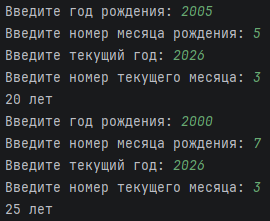 Введите год рождения: 2005
Введите номер месяца рождения: 5
Введите текущий год: 2026
Введите номер текущего месяца: 3
20 лет
Введите год рождения: 2000
Введите номер месяца рождения: 7
Введите текущий год: 2026
Введите номер текущего месяца: 3
25 лет